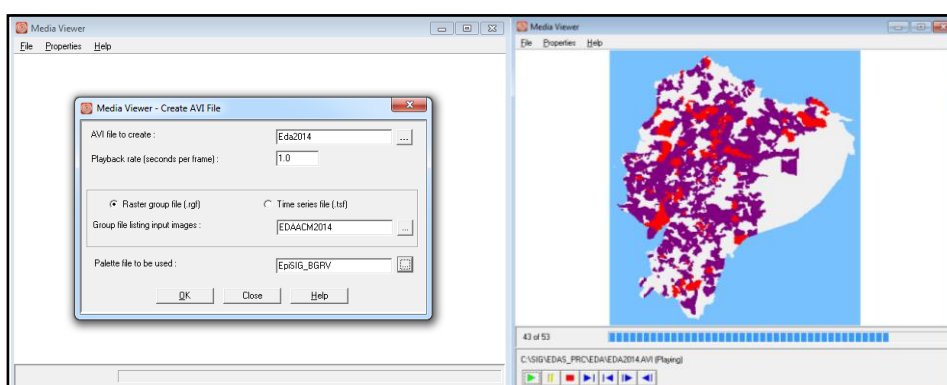 Media Viewer
File Properties Help
Media Viewer - Create AVI File
AVI file to create :
Eda2014
...
Playback rate (seconds per frame) :
1.0
Raster group file (.rgf)
Time series file (.tsf)
Group file listing input images :
EDAACM2014
...
Palette file to be used :
EpiSIG_BGRV
...
OK Close Help
Media Viewer
File Properties Help
43 of 53
C:\SIG\EDAS_PRC\EDA\EDA2014.AVI (Playing)